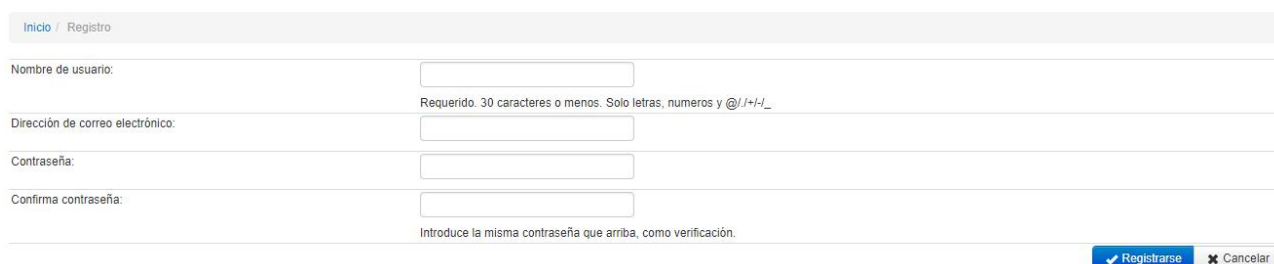 Inicio / Registro
Nombre de usuario:
Requerido. 30 caracteres o menos. Solo letras, numeros y @/./+/-/_
Dirección de correo electrónico:
Contraseña:
Confirma contraseña:
Introduce la misma contraseña que arriba, como verificación.
Registrarse Cancelar